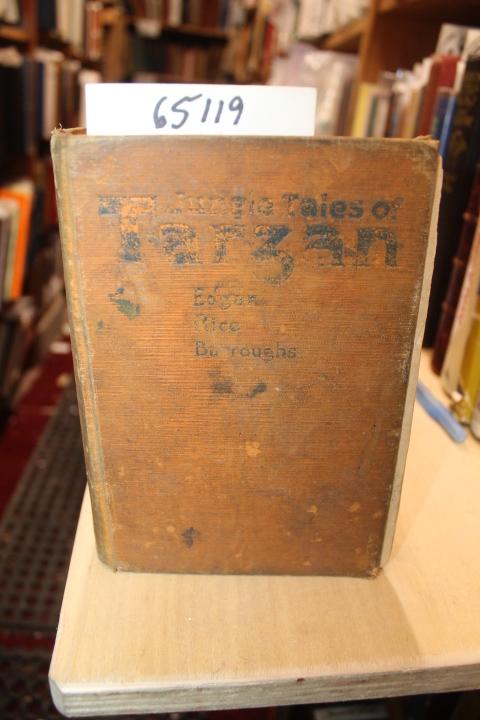 65119
Jungle Tales of
Tarzan
Edgar
Rice
Burroughs